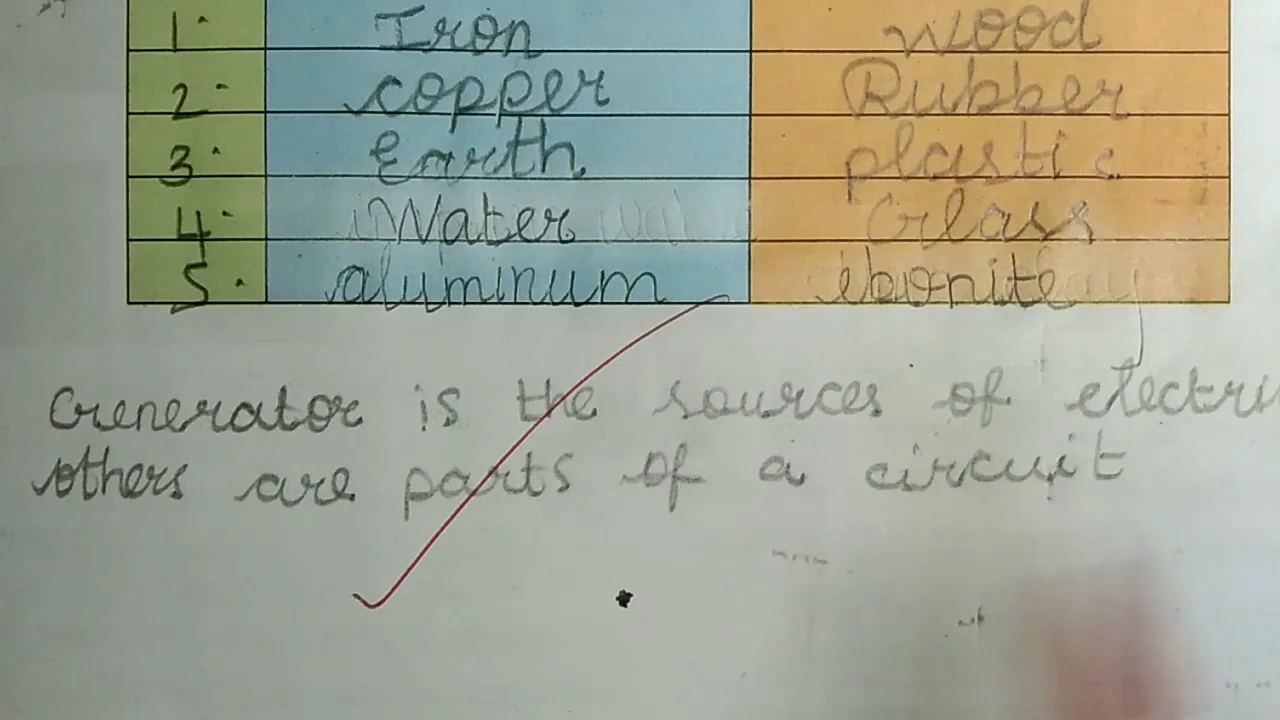 1. Iron wood
2. copper Rubber
3. Earth plastic
4. Water Glass
5. aluminum ebonite
Generator is the sources of electri
others are parts of a circuit